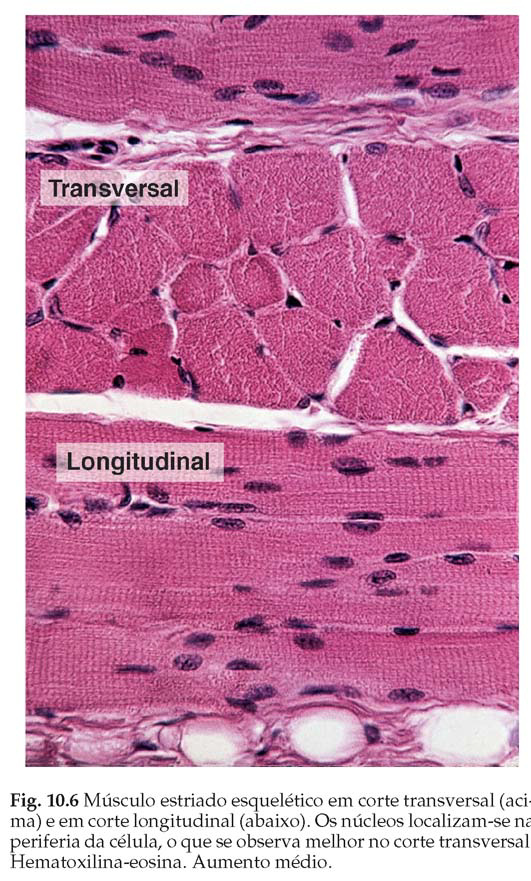 Transversal
Longitudinal
Fig. 10.6 Músculo estriado esquelético em corte transversal (aci-
ma) e em corte longitudinal (abaixo). Os núcleos localizam-se na
periferia da célula, o que se observa melhor no corte transversal
Hematoxilina-eosina. Aumento médio.